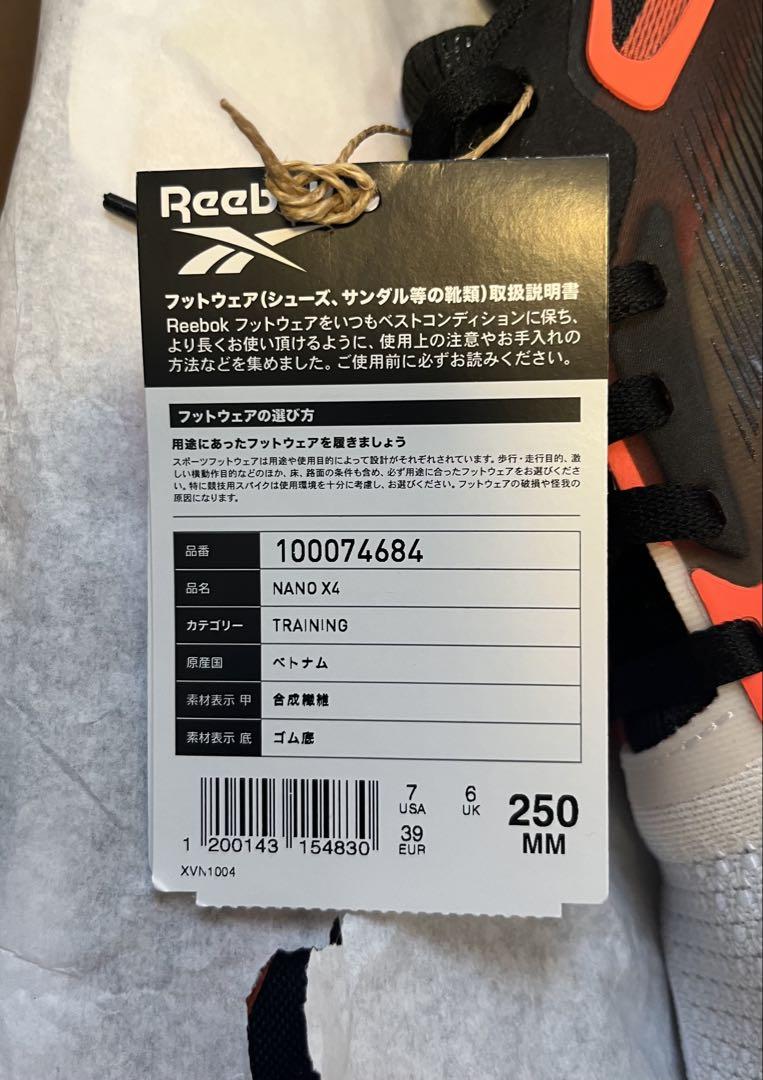 Reebok
フットウェア(シューズ、サンダル等の靴類)取扱説明書
Reebok フットウェアをいつもベストコンディションに保ち、
より長くお使い頂けるように、使用上の注意やお手入れの
方法などを集めました。ご使用前に必ずお読みください。
フットウェアの選び方
用途にあったフットウェアを履きましょう
スポーツフットウェアは用途や使用目的によって設計がそれぞれされています。歩行・走行目的、激
しい横動作目的などのほか、床、路面の条件も含め、必ず用途に合ったフットウェアをお選びくださ
い。特に競技用スパイクは使用環境を十分に考慮し、お選びください。フットウェアの破損や怪我の
原因になります。
品番 100074684
品名 NANO X4
カテゴリー TRAINING
原産国 ベトナム
素材表示 甲 合成繊維
素材表示 底 ゴム底
7 USA 6 UK 250 MM
39 EUR
1 200143 154830
XVN1004